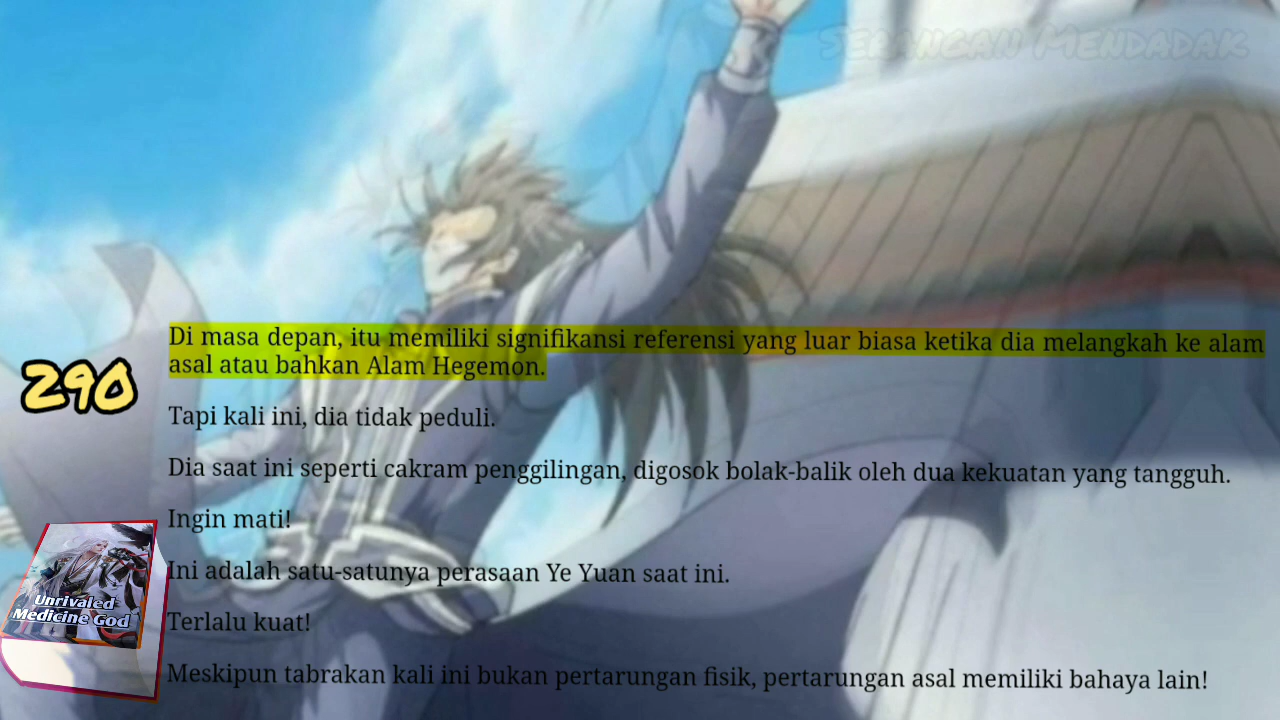 Serangan Mendadak
Di masa depan, itu memiliki signifikansi referensi yang luar biasa ketika dia melangkah ke alam
asal atau bahkan Alam Hegemon.
290
Tapi kali ini, dia tidak peduli.
Dia saat ini seperti cakram penggilingan, digosok bolak-balik oleh dua kekuatan yang tangguh.
Ingin mati!
Ini adalah satu-satunya perasaan Ye Yuan saat ini.
Terlalu kuat!
Meskipun tabrakan kali ini bukan pertarungan fisik, pertarungan asal memiliki bahaya lain!
Unrivaled
Medicine God